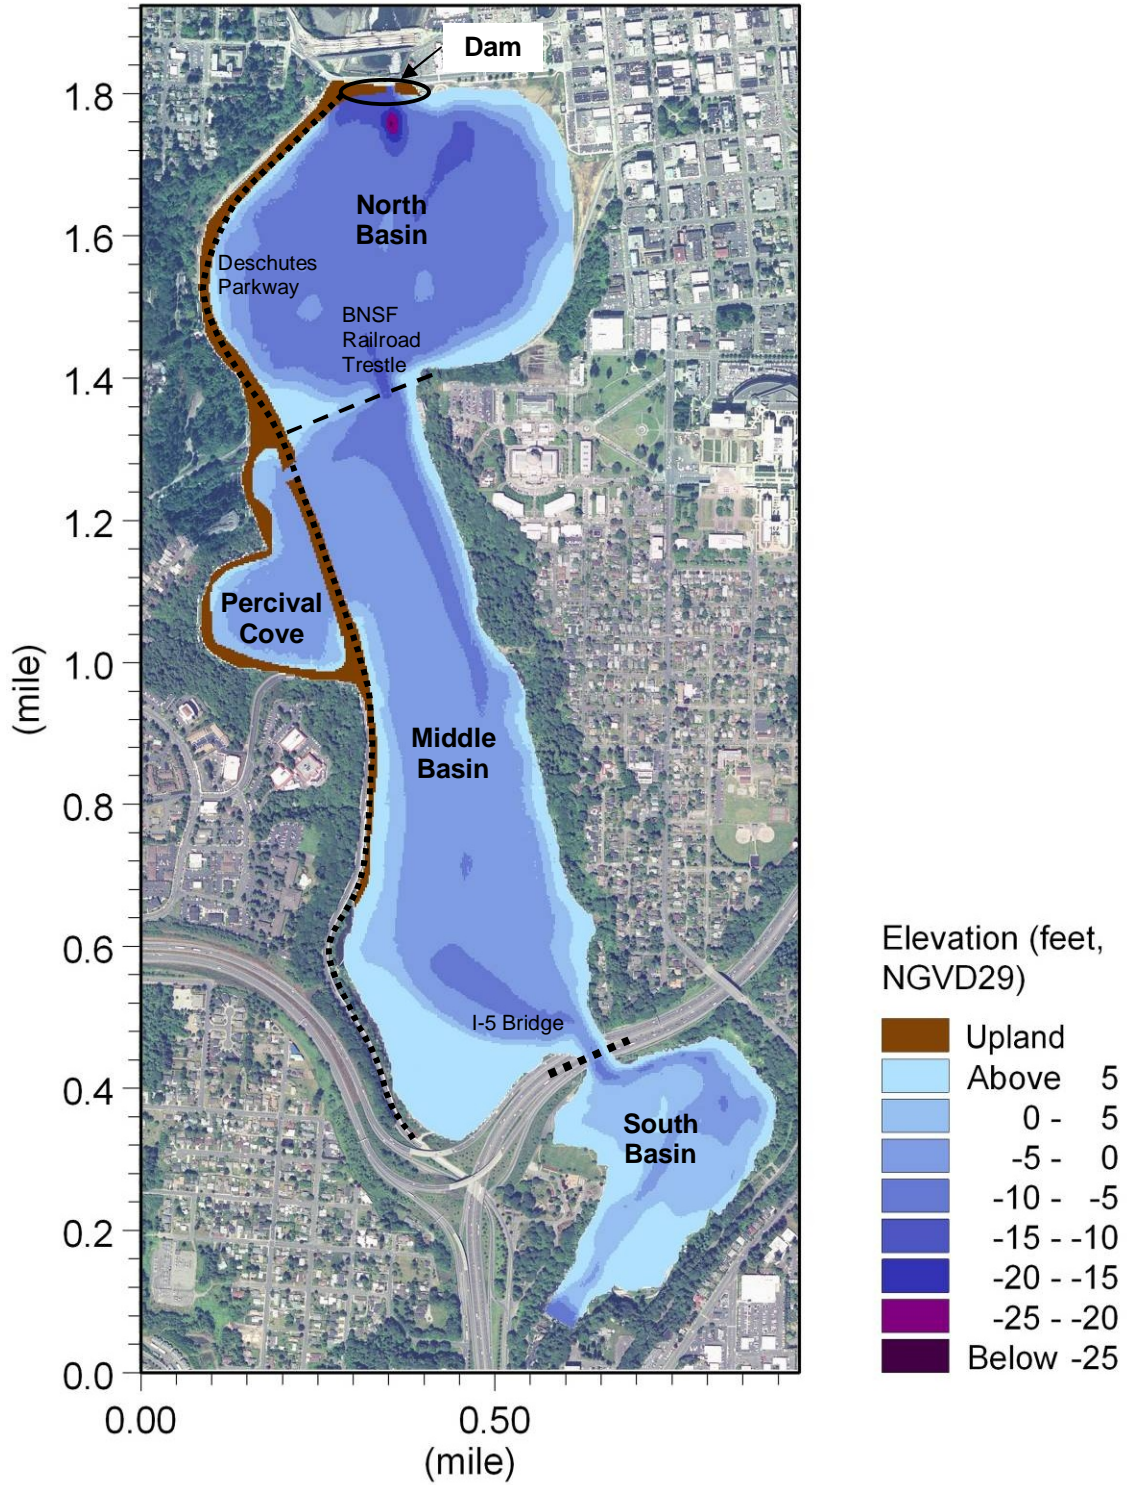 Dam
1.8
North
Basin
1.6
Deschutes
Parkway
BNSF
Railroad
Trestle
1.4
1.2
Percival
Cove
1.0
(mile)
Middle
Basin
0.8
0.6
I-5 Bridge
0.4
South
Basin
0.2
0.0
0.00
0.50
(mile)
Elevation (feet,
NGVD29)
Upland
Above 5
0 - 5
-5 - 0
-10 - -5
-15 - -10
-20 - -15
-25 - -20
Below -25